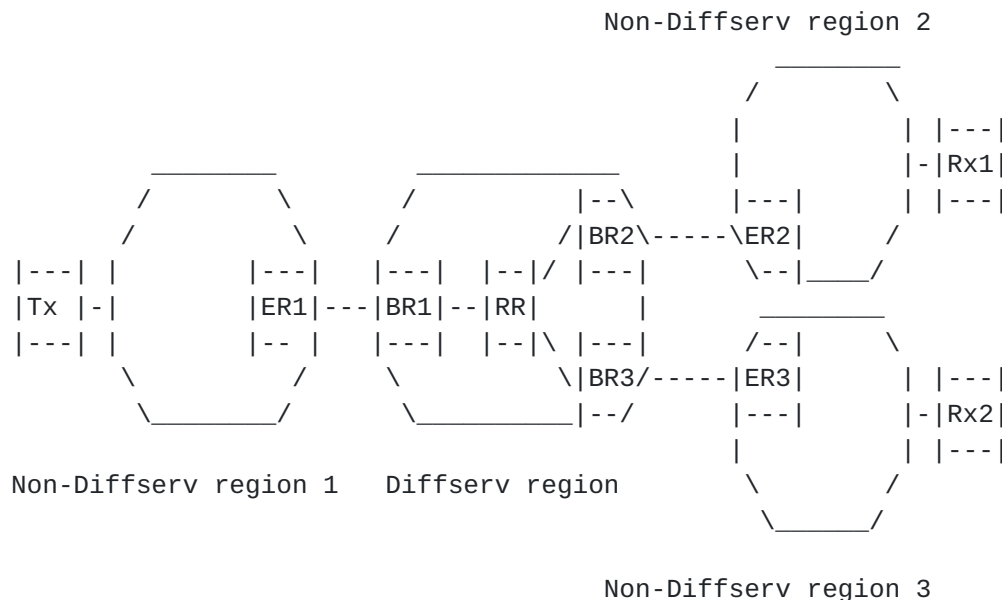 Non-Diffserv region 2
Rx1
BR2 ER2
Tx ER1 BR1 RR
BR3 ER3
Rx2
Non-Diffserv region 1 Diffserv region
Non-Diffserv region 3